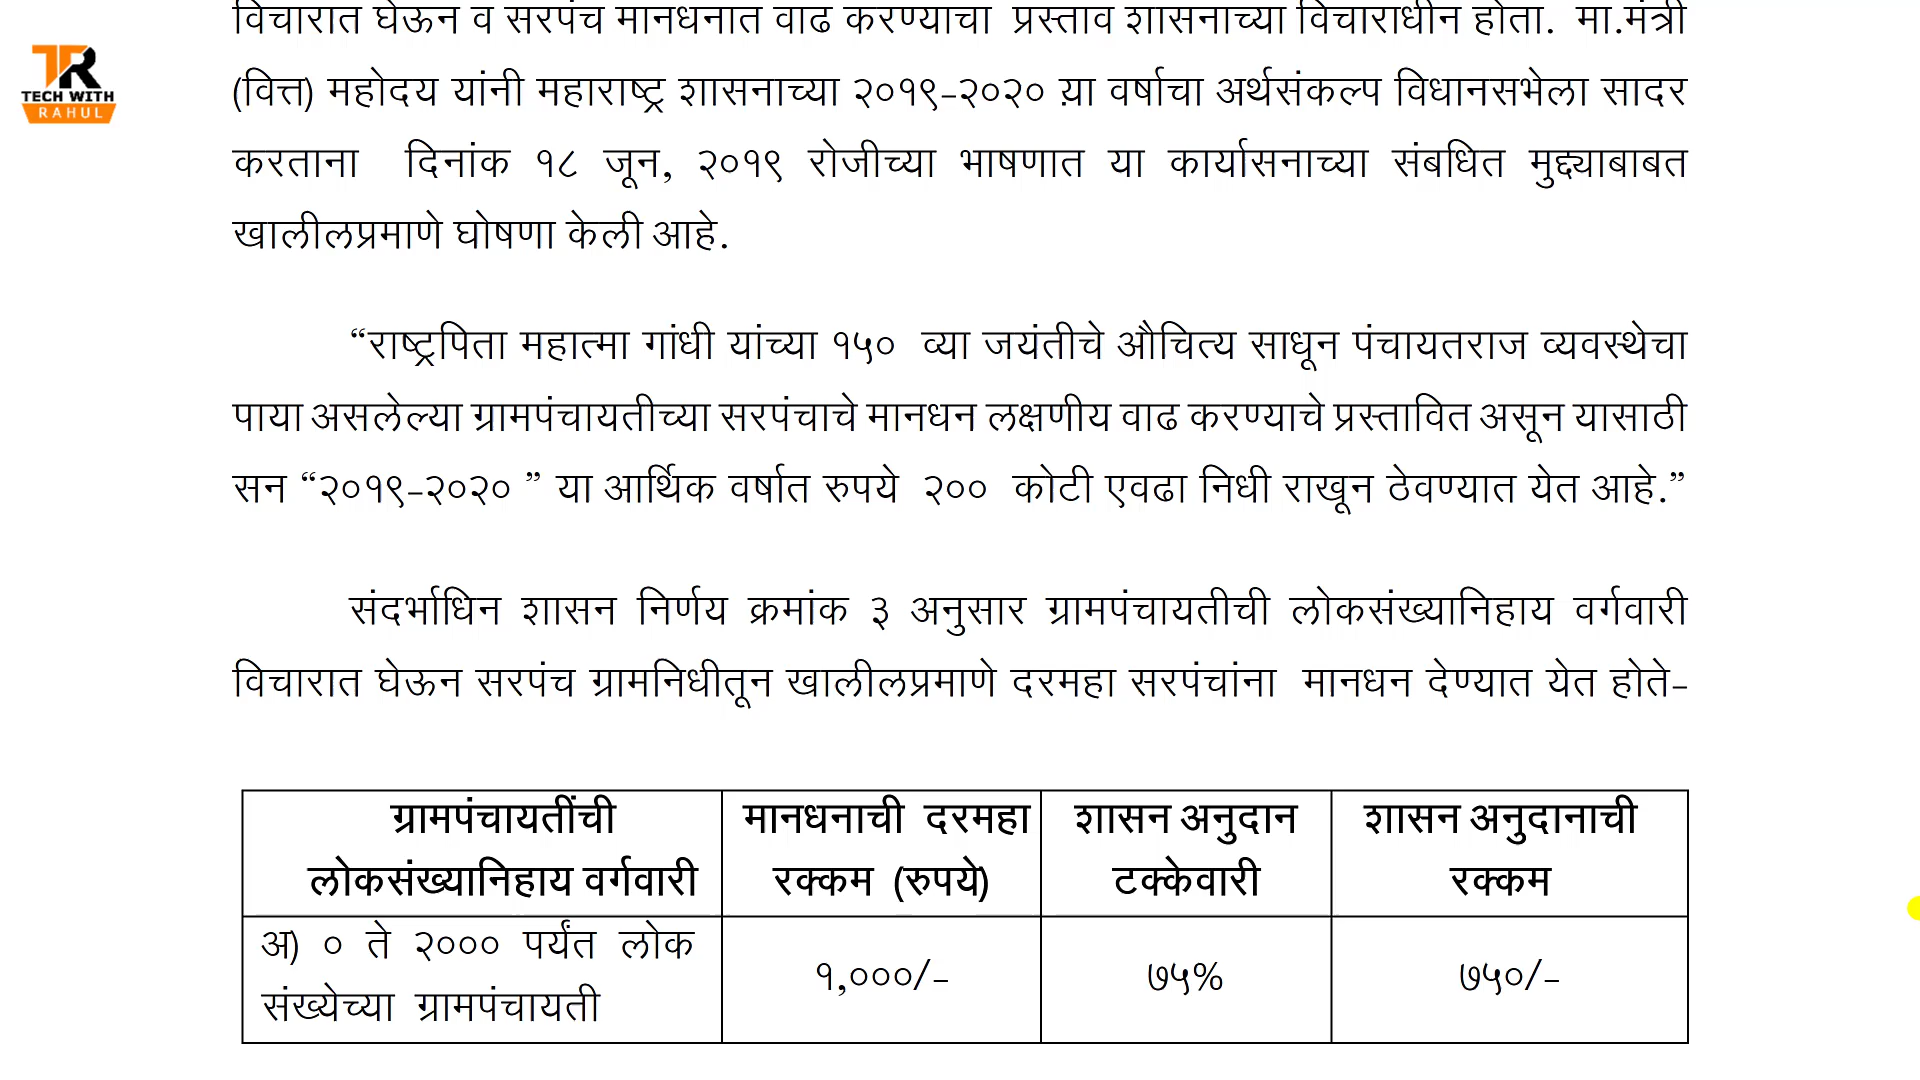 TR
TECH WITH
RAHUL
विचारात घेऊन व सरपंच मानधनात वाढ करण्याचा प्रस्ताव शासनाच्या विचाराधीन होता. मा.मंत्री
(वित्त) महोदय यांनी महाराष्ट्र शासनाच्या २०१९-२०२० य़ा वर्षाचा अर्थसंकल्प विधानसभेला सादर
करताना दिनांक १८ जून, २०१९ रोजीच्या भाषणात या कार्यासनाच्या संबधित मुद्द्याबाबत
खालीलप्रमाणे घोषणा केली आहे.
“राष्ट्रपिता महात्मा गांधी यांच्या १५० व्या जयंतीचे औचित्य साधून पंचायतराज व्यवस्थेचा
पाया असलेल्या ग्रामपंचायतीच्या सरपंचाचे मानधन लक्षणीय वाढ करण्याचे प्रस्तावित असून यासाठी
सन “२०१९-२०२० ” या आर्थिक वर्षात रुपये २०० कोटी एवढा निधी राखून ठेवण्यात येत आहे.”
संदर्भाधिन शासन निर्णय क्रमांक ३ अनुसार ग्रामपंचायतीची लोकसंख्यानिहाय वर्गवारी
विचारात घेऊन सरपंच ग्रामनिधीतून खालीलप्रमाणे दरमहा सरपंचांना मानधन देण्यात येत होते-
ग्रामपंचायतींची
लोकसंख्यानिहाय वर्गवारी
मानधनाची दरमहा
रक्कम (रुपये)
शासन अनुदान
टक्केवारी
शासन अनुदानाची
रक्कम
अ) ० ते २००० पर्यंत लोक
संख्येच्या ग्रामपंचायती
१,०००/-
७५%
७५०/-